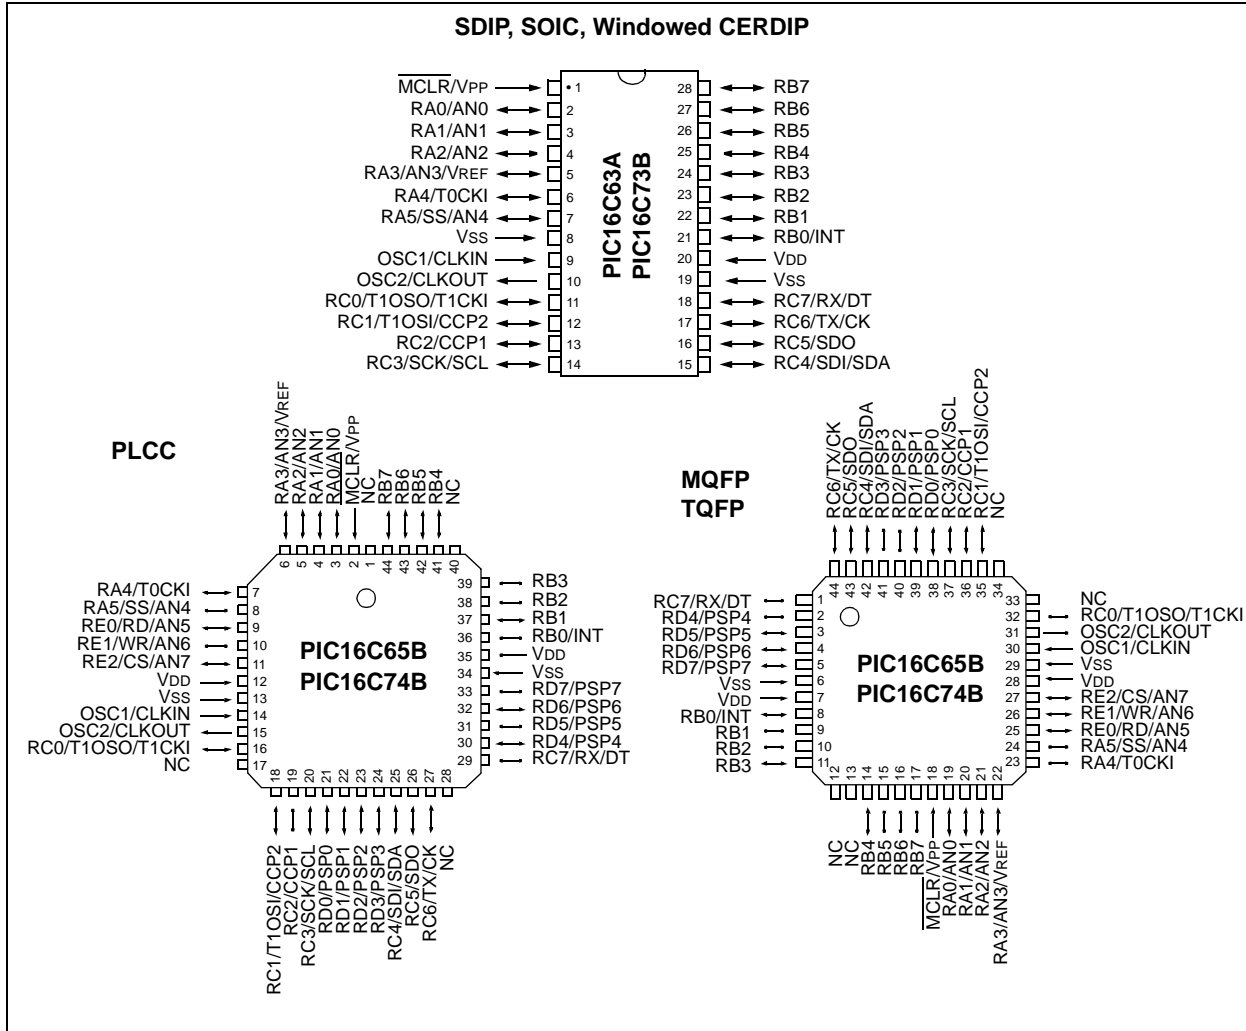 SDIP, SOIC, Windowed CERDIP
MCLR/VPP 1 28 RB7
RA0/AN0 2 27 RB6
RA1/AN1 3 26 RB5
RA2/AN2 4 25 RB4
RA3/AN3/VREF 5 24 RB3
RA4/T0CKI 6 23 RB2
RA5/SS/AN4 7 22 RB1
VSS 8 21 RB0/INT
OSC1/CLKIN 9 20 VDD
OSC2/CLKOUT 10 19 VSS
RC0/T1OSO/T1CKI 11 18 RC7/RX/DT
RC1/T1OSI/CCP2 12 17 RC6/TX/CK
RC2/CCP1 13 16 RC5/SDO
RC3/SCK/SCL 14 15 RC4/SDI/SDA
PIC16C63A
PIC16C73B
PLCC
RA3/AN3/VREF
RA2/AN2
RA1/AN1
RA0/AN0
MCLR/VPP
NC
RB7
RB6
RB5
RB4
NC
6 5 4 3 2 1 44 43 42 41 40
RA4/T0CKI 7 39 RB3
RA5/SS/AN4 8 38 RB2
RE0/RD/AN5 9 37 RB1
RE1/WR/AN6 10 36 RB0/INT
RE2/CS/AN7 11 35 VDD
VDD 12 34 VSS
VSS 13 33 RD7/PSP7
OSC1/CLKIN 14 32 RD6/PSP6
OSC2/CLKOUT 15 31 RD5/PSP5
RC0/T1OSO/T1CKI 16 30 RD4/PSP4
NC 17 29 RC7/RX/DT
PIC16C65B
PIC16C74B
18 19 20 21 22 23 24 25 26 27 28
RC1/T1OSI/CCP2
RC2/CCP1
RC3/SCK/SCL
RD0/PSP0
RD1/PSP1
RD2/PSP2
RD3/PSP3
RC4/SDI/SDA
RC5/SDO
RC6/TX/CK
NC
MQFP
TQFP
RC6/TX/CK
RC5/SDO
RC4/SDI/SDA
RD3/PSP3
RD2/PSP2
RD1/PSP1
RD0/PSP0
RC3/SCK/SCL
RC2/CCP1
RC1/T1OSI/CCP2
NC
44 43 42 41 40 39 38 37 36 35 34
RC7/RX/DT 1 33 NC
RD4/PSP4 2 32 RC0/T1OSO/T1CKI
RD5/PSP5 3 31 OSC2/CLKOUT
RD6/PSP6 4 30 OSC1/CLKIN
RD7/PSP7 5 29 VSS
VSS 6 28 VDD
VDD 7 27 RE2/CS/AN7
RB0/INT 8 26 RE1/WR/AN6
RB1 9 25 RE0/RD/AN5
RB2 10 24 RA5/SS/AN4
RB3 11 23 RA4/T0CKI
PIC16C65B
PIC16C74B
12 13 14 15 16 17 18 19 20 21 22
NC
NC
RB4
RB5
RB6
RB7
MCLR/VPP
RA0/AN0
RA1/AN1
RA2/AN2
RA3/AN3/VREF